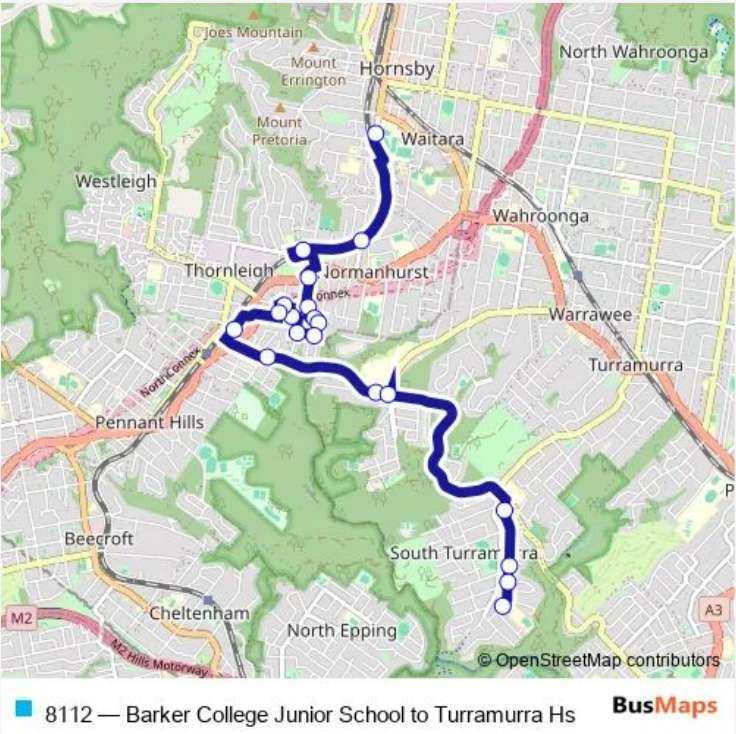 Joes Mountain
North Wahroonga
Mount
Errington
Hornsby
Mount
Pretoria
Waitara
Westleigh
Wahroonga
Thornleigh
Normanhurst
onnex
Warrawee
NorthConnex
Turramurra
Pennant Hills
P
Beecroft
South Turramurra
Cheltenham
A3
M2
North Epping
M2 Hills Motorway
© OpenStreetMap contributors
8112 — Barker College Junior School to Turramurra Hs
BusMaps